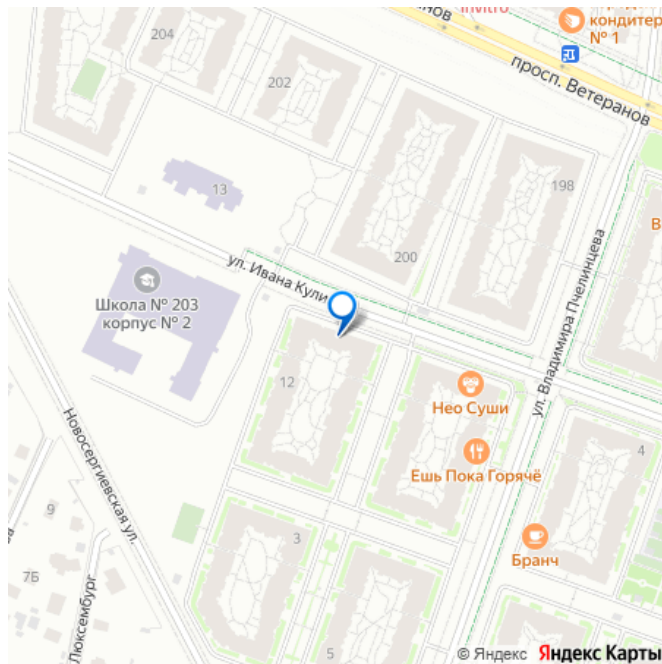 invitro
кондитер
№ 1
204
202
просп. Ветеранов
198
13
200
В
ул. Ивана Кули
Школа № 203
корпус № 2
ул. Владимира Пчелинцева
12
Нео Суши
Ешь Пока Горячё
4
Новосергиевская ул.
9
3
Бранч
7Б
Люксембург
5
© Яндекс Яндекс Карты